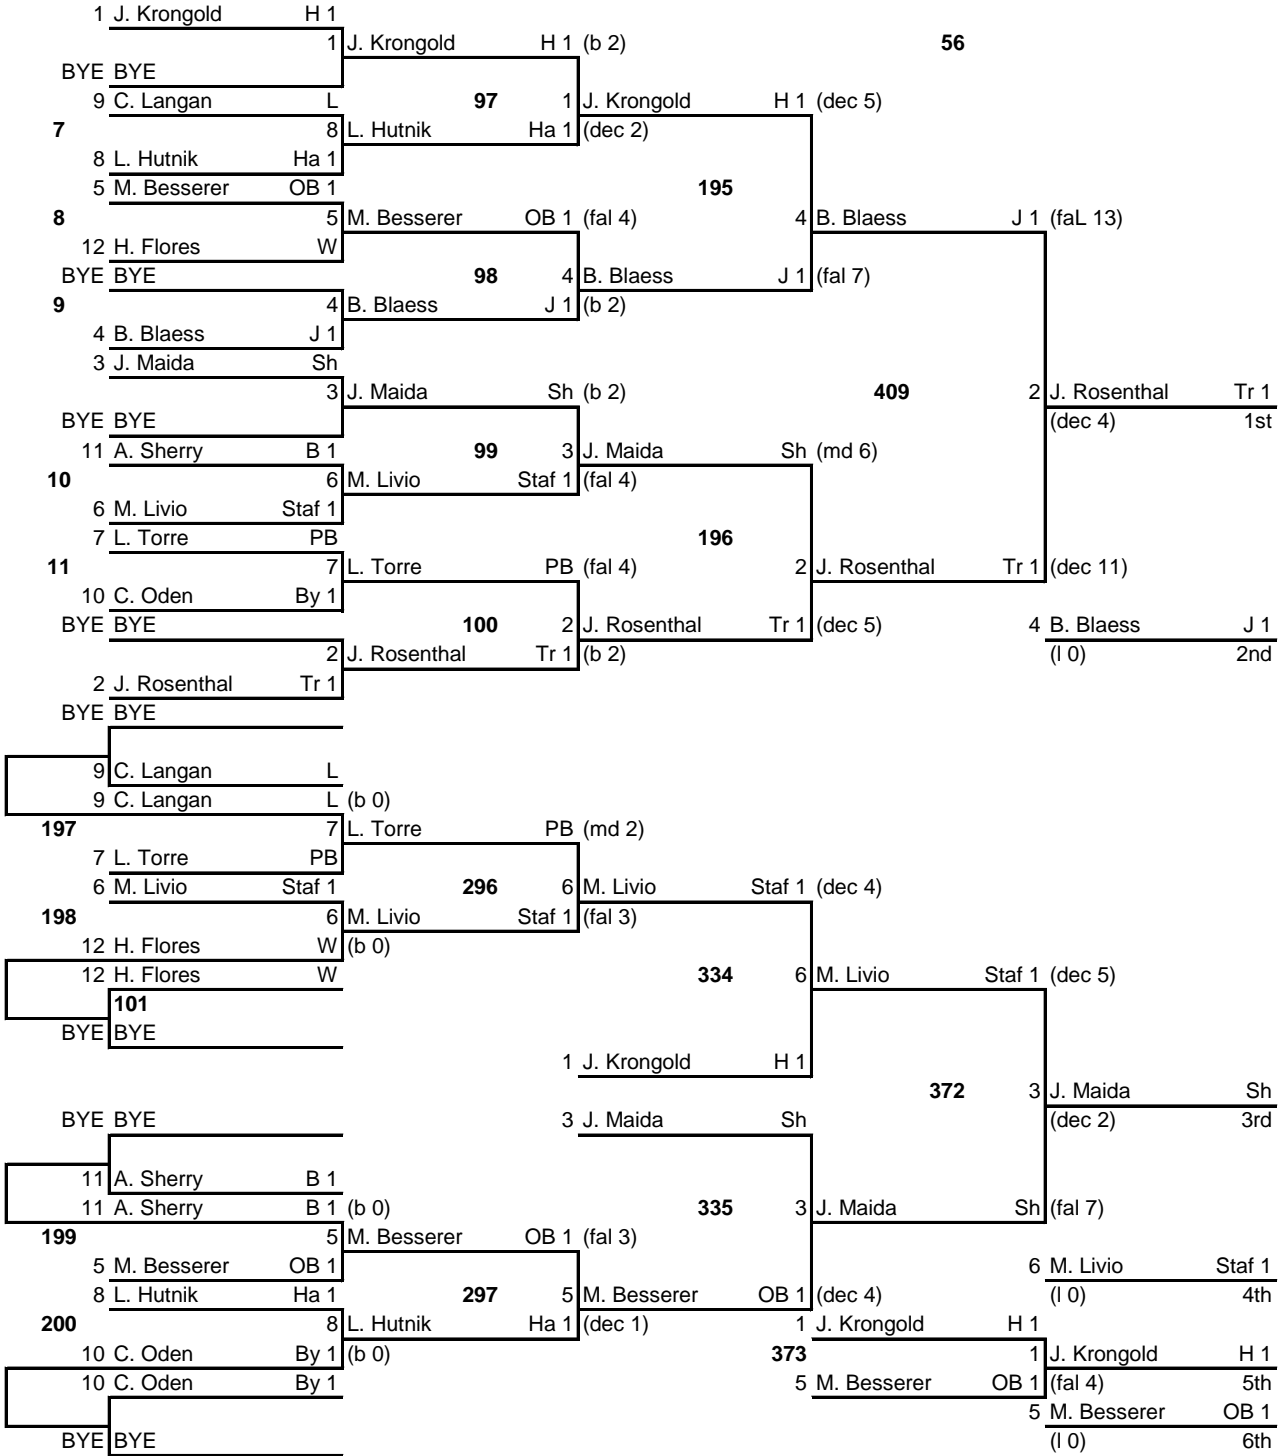 1 J. Krongold H 1
1 J. Krongold H 1 (b 2) 56
BYE BYE
9 C. Langan L 97 1 J. Krongold H 1 (dec 5)
7 8 L. Hutnik Ha 1 (dec 2)
8 L. Hutnik Ha 1
5 M. Besserer OB 1 195
8 5 M. Besserer OB 1 (fal 4) 4 B. Blaess J 1 (faL 13)
12 H. Flores W
BYE BYE 98 4 B. Blaess J 1 (fal 7)
9 4 B. Blaess J 1 (b 2)
4 B. Blaess J 1
3 J. Maida Sh
3 J. Maida Sh (b 2) 409 2 J. Rosenthal Tr 1
BYE BYE (dec 4) 1st
11 A. Sherry B 1 99 3 J. Maida Sh (md 6)
10 6 M. Livio Staf 1 (fal 4)
6 M. Livio Staf 1
7 L. Torre PB 196
11 7 L. Torre PB (fal 4) 2 J. Rosenthal Tr 1 (dec 11)
10 C. Oden By 1
BYE BYE 100 2 J. Rosenthal Tr 1 (dec 5) 4 B. Blaess J 1
2 J. Rosenthal Tr 1 (b 2) (l 0) 2nd
2 J. Rosenthal Tr 1
BYE BYE
9 C. Langan L
9 C. Langan L (b 0)
197 7 L. Torre PB (md 2)
7 L. Torre PB
6 M. Livio Staf 1 296 6 M. Livio Staf 1 (dec 4)
198 6 M. Livio Staf 1 (fal 3)
12 H. Flores W (b 0)
12 H. Flores W 334 6 M. Livio Staf 1 (dec 5)
101
BYE BYE
1 J. Krongold H 1
372 3 J. Maida Sh
BYE BYE 3 J. Maida Sh (dec 2) 3rd
11 A. Sherry B 1
11 A. Sherry B 1 (b 0) 335 3 J. Maida Sh (fal 7)
199 5 M. Besserer OB 1 (fal 3)
5 M. Besserer OB 1 6 M. Livio Staf 1
8 L. Hutnik Ha 1 297 5 M. Besserer OB 1 (dec 4) (l 0) 4th
200 8 L. Hutnik Ha 1 (dec 1) 1 J. Krongold H 1
10 C. Oden By 1 (b 0) 373 1 J. Krongold H 1
10 C. Oden By 1 5 M. Besserer OB 1 (fal 4) 5th
5 M. Besserer OB 1
BYE BYE (l 0) 6th